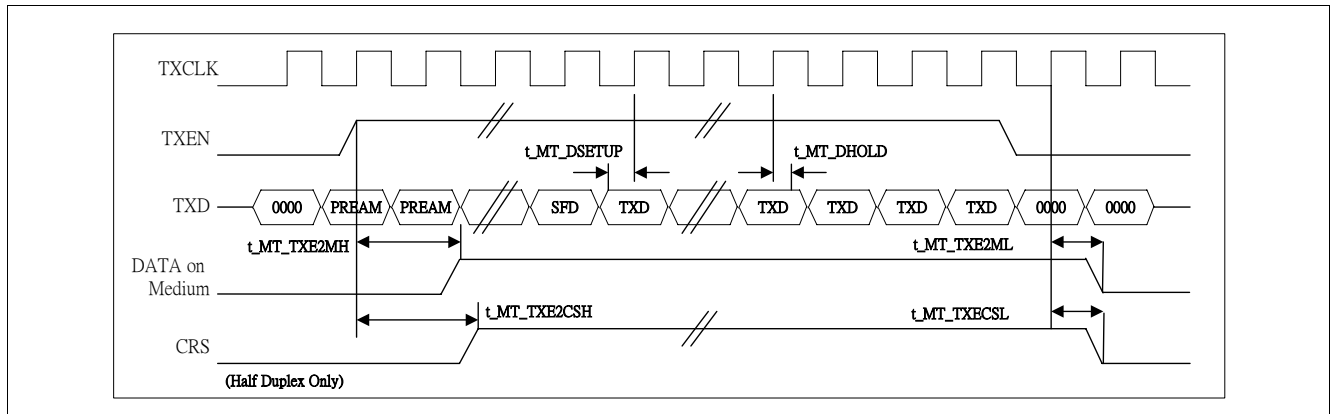 TXCLK
TXEN
t_MT_DSETUP
t_MT_DHOLD
TXD 0000 PREAM PREAM SFD TXD TXD TXD TXD TXD 0000 0000
t_MT_TXE2MH
t_MT_TXE2ML
DATA on
Medium
t_MT_TXE2CSH
t_MT_TXECSL
CRS
(Half Duplex Only)